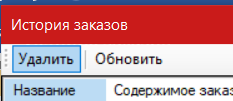 История заказов
Удалить Обновить
Название Содержимое заказ